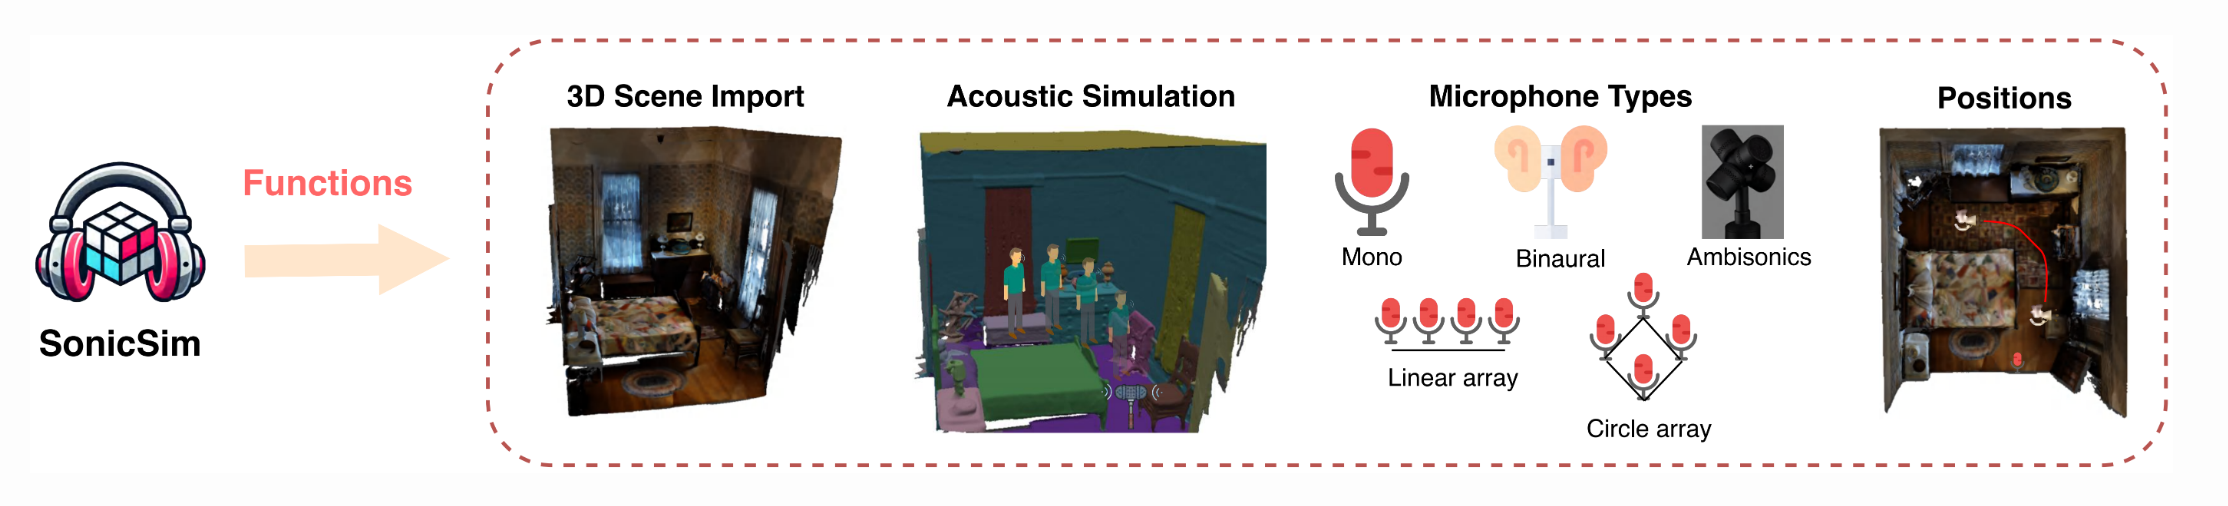 SonicSim
Functions
3D Scene Import
Acoustic Simulation
Microphone Types
Mono
Binaural
Ambisonics
Linear array
Circle array
Positions